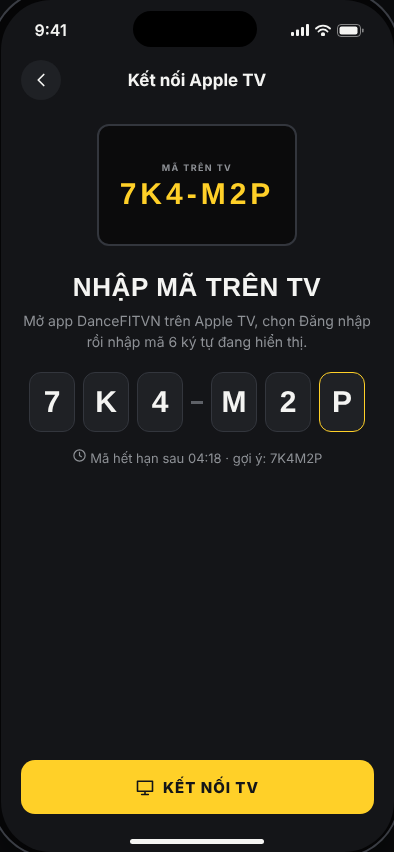 9:41
Kết nối Apple TV
MÃ TRÊN TV
7K4-M2P
NHẬP MÃ TRÊN TV
Mở app DanceFITVN trên Apple TV, chọn Đăng nhập
rồi nhập mã 6 ký tự đang hiển thị.
7 K 4 – M 2 P
Mã hết hạn sau 04:18 · gợi ý: 7K4M2P
KẾT NỐI TV